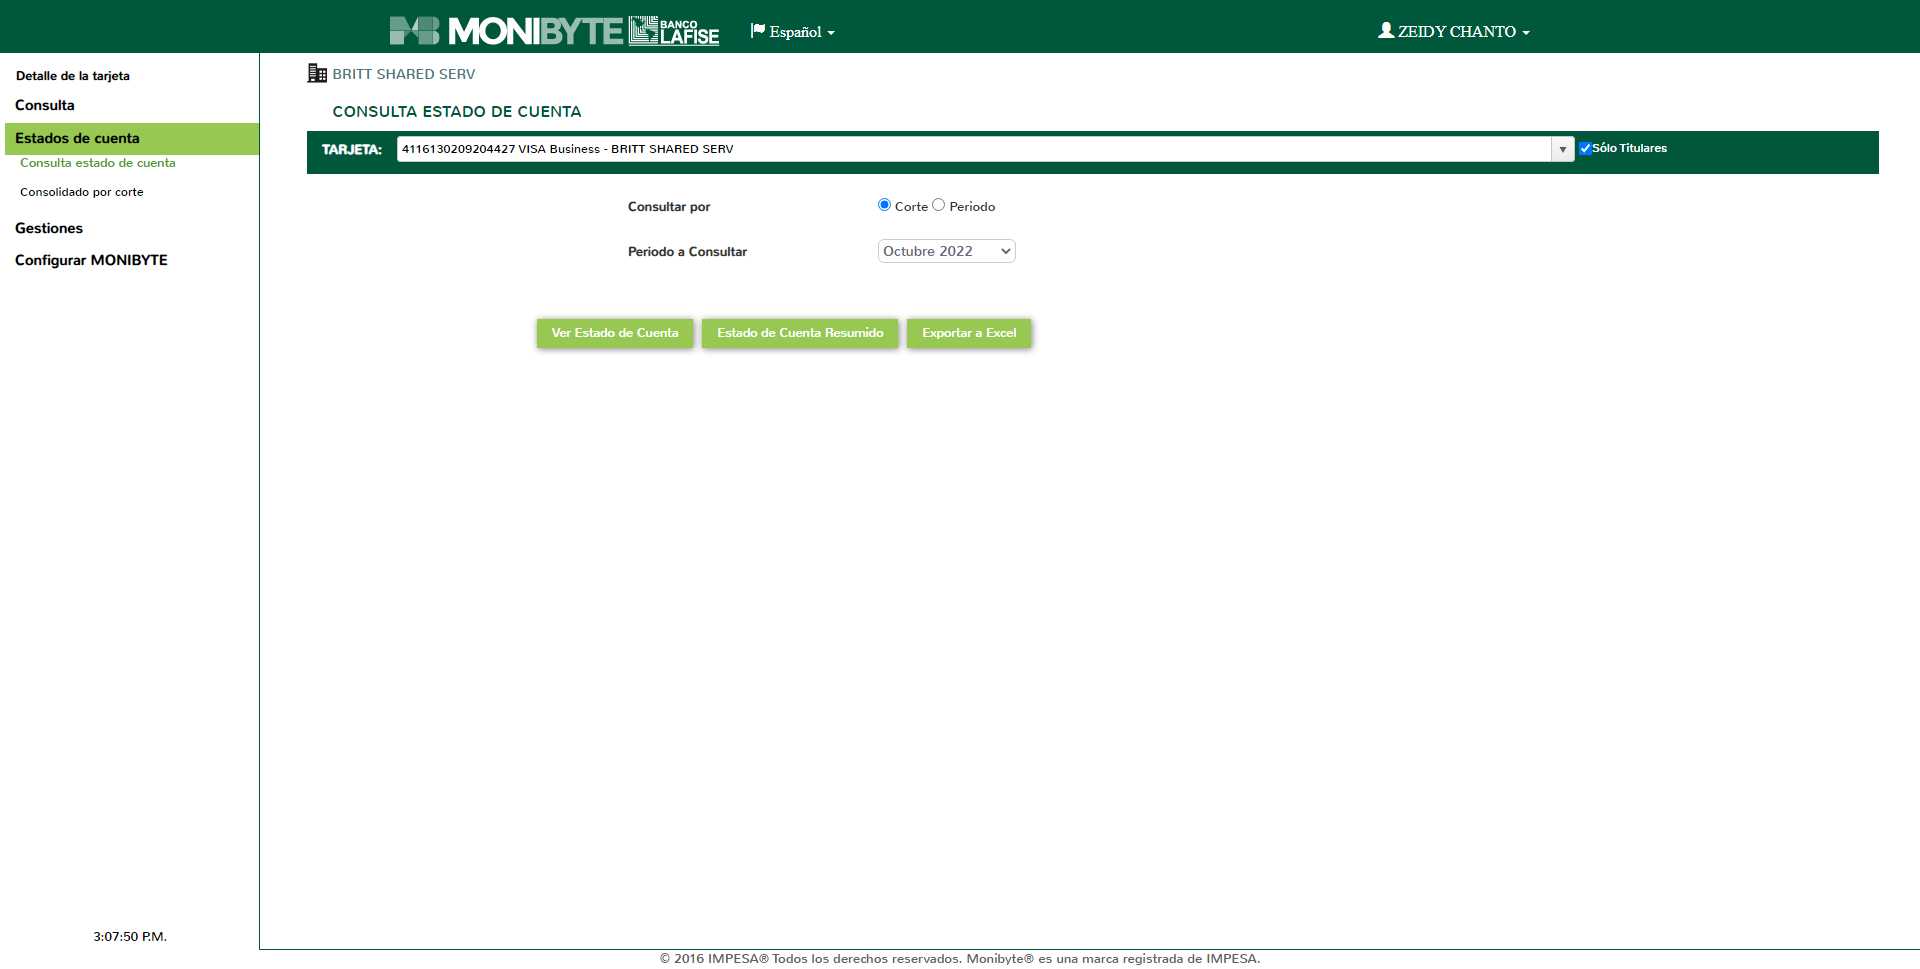 MONIBYTE BANCO LAFISE
Español
ZEIDY CHANTO
Detalle de la tarjeta
Consulta
Estados de cuenta
Consulta estado de cuenta
Consolidado por corte
Gestiones
Configurar MONIBYTE
3:07:50 P.M.
BRITT SHARED SERV
CONSULTA ESTADO DE CUENTA
TARJETA: 4116130209204427 VISA Business - BRITT SHARED SERV Sólo Titulares
Consultar por Corte Periodo
Periodo a Consultar Octubre 2022
Ver Estado de Cuenta Estado de Cuenta Resumido Exportar a Excel
© 2016 IMPESA® Todos los derechos reservados. Monibyte® es una marca registrada de IMPESA.